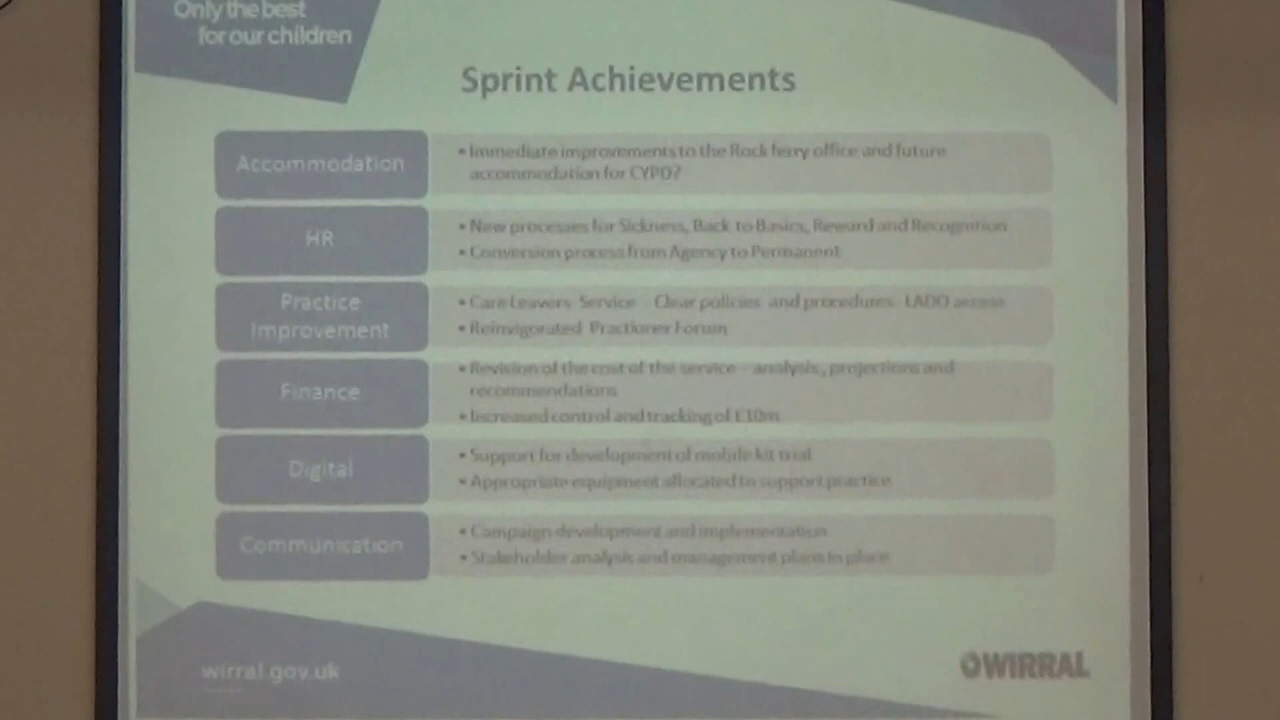 Only the best
for our children
Sprint Achievements
Accommodation
• Immediate improvements to the Rock ferry office and future
accommodation for CYPD?
HR
• New processes for Sickness, Back to Basics, Reward and Recognition
• Conversion process from Agency to Permanent
Practice
Improvement
• Care Leavers Service - Clear policies and procedures - LADO access
• Reinvigorated Practioner Forum
Finance
• Revision of the cost of the service – analysis, projections and
recommendations
• Increased control and tracking of £10m
Digital
• Support for development of mobile kit trial
• Appropriate equipment allocated to support practice
Communication
• Campaign development and implementation
• Stakeholder analysis and management plans in place
wirral.gov.uk
WIRRAL